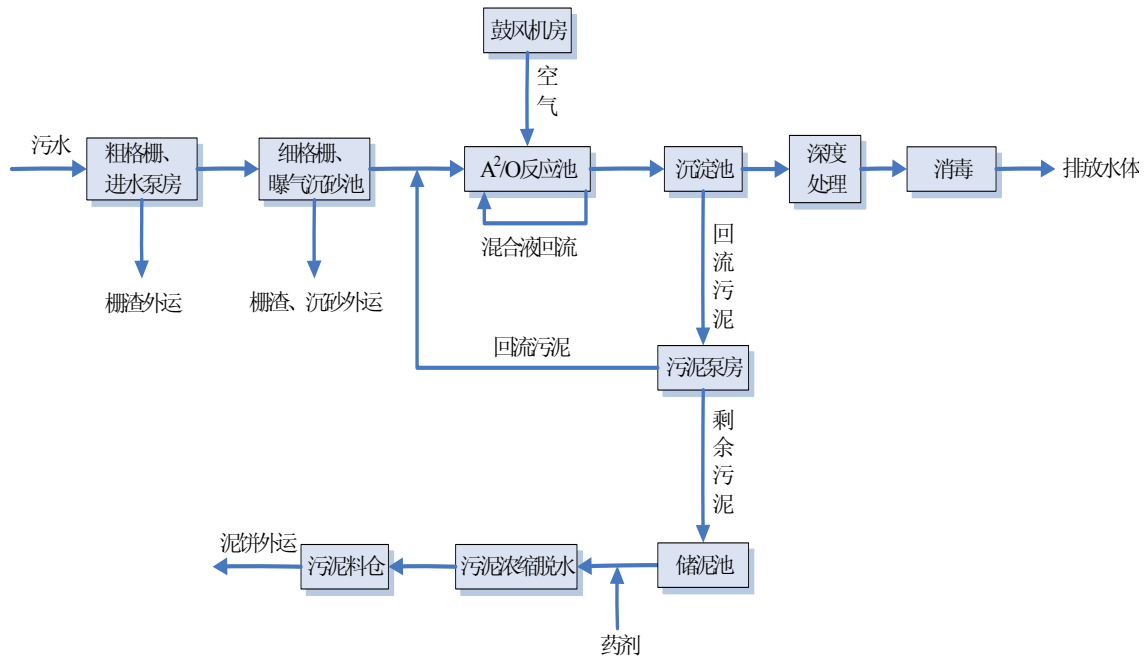 鼓风机房
空气
污水
粗格栅、
进水泵房
细格栅、
曝气沉砂池
A²/O反应池
沉淀池
深度
处理
消毒
排放水体
混合液回流
回流污泥
栅渣外运
栅渣、沉砂外运
回流污泥
污泥泵房
剩余污泥
泥饼外运
污泥料仓
污泥浓缩脱水
储泥池
药剂